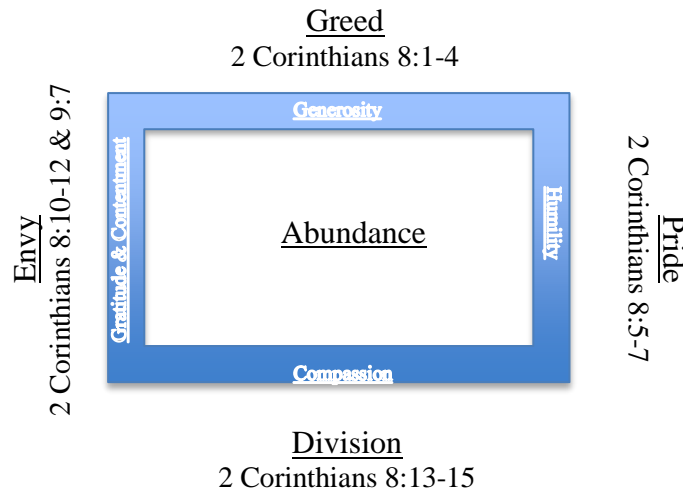 Greed
2 Corinthians 8:1-4
Generosity
Envy
2 Corinthians 8:10-12 & 9:7
Gratitude & Contentment
Abundance
Humility
Pride
2 Corinthians 8:5-7
Compassion
Division
2 Corinthians 8:13-15